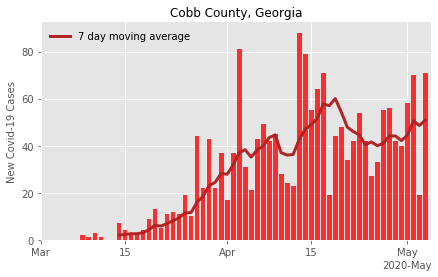 Cobb County, Georgia
7 day moving average
New Covid-19 Cases
80
60
40
20
0
Mar
15
Apr
15
May
2020-May